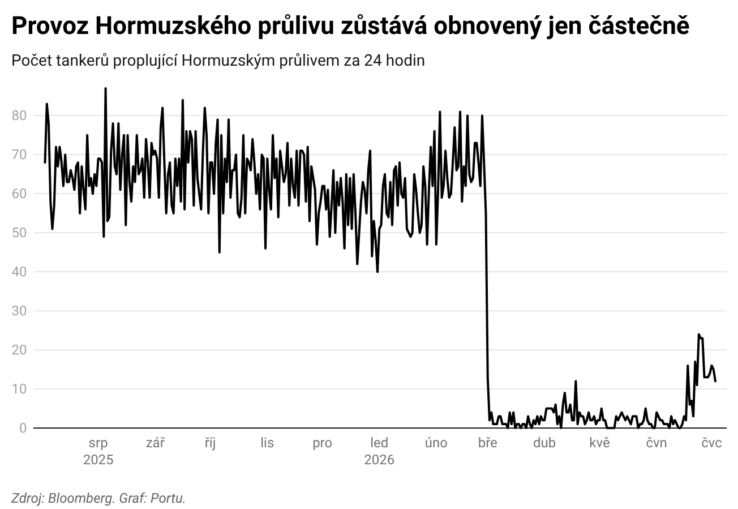 Provoz Hormuzského průlivu zůstává obnovený jen částečně
Počet tankerů proplující Hormuzským průlivem za 24 hodin
80
70
60
50
40
30
20
10
0
srp zář říj lis pro led úno bře dub kvě čvn čvc
2025 2026
Zdroj: Bloomberg. Graf: Portu.